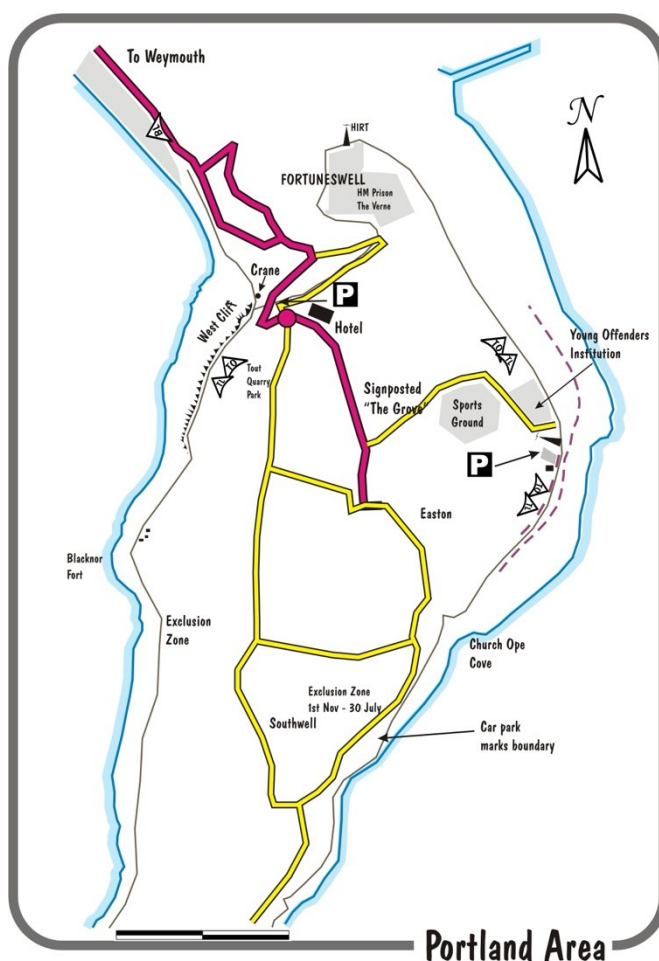 To Weymouth
N
HIRT
FORTUNESWELL
HM Prison
The Verne
Crane
P
West Cliff
Hotel
Young Offenders
Institution
Tout
Quarry
Park
Signposted
"The Grove"
Sports
Ground
P
Easton
Blacknor
Fort
Exclusion
Zone
Church Ope
Cove
Exclusion Zone
1st Nov - 30 July
Southwell
Car park
marks boundary
Portland Area